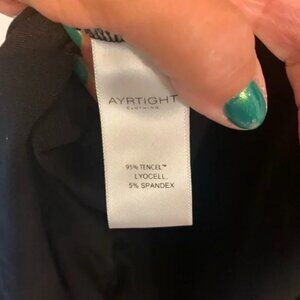 AYRTIGHT
CLOTHING
95% TENCEL™
LYOCELL
5% SPANDEX